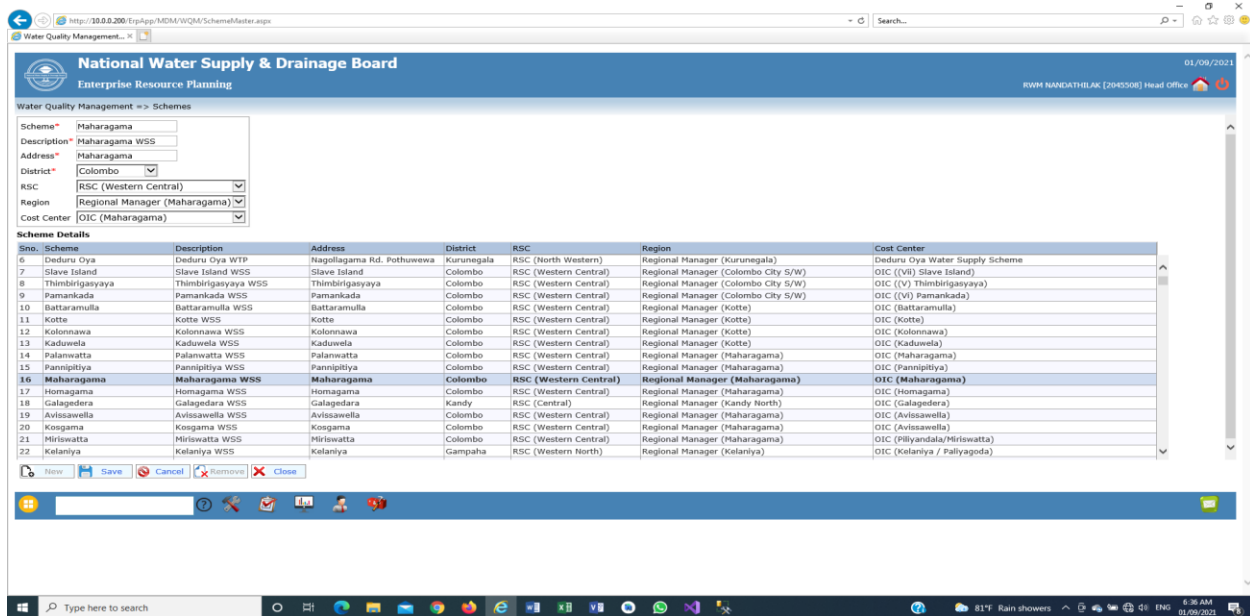 http://10.0.0.200/ErpApp/MDM/WQM/SchemeMaster.aspx
Search...
Water Quality Management...
National Water Supply & Drainage Board
01/09/2021
Enterprise Resource Planning
RWM NANDATHILAK [2045508] Head Office
Water Quality Management => Schemes
Scheme* Maharagama
Description* Maharagama WSS
Address* Maharagama
District* Colombo
RSC RSC (Western Central)
Region Regional Manager (Maharagama)
Cost Center OIC (Maharagama)
Scheme Details
Sno. Scheme Description Address District RSC Region Cost Center
6 Deduru Oya Deduru Oya WTP Nagollagama Rd. Pothuwewa Kurunegala RSC (North Western) Regional Manager (Kurunegala) Deduru Oya Water Supply Scheme
7 Slave Island Slave Island WSS Slave Island Colombo RSC (Western Central) Regional Manager (Colombo City S/W) OIC ((Vii) Slave Island)
8 Thimbirigasyaya Thimbirigasyaya WSS Thimbirigasyaya Colombo RSC (Western Central) Regional Manager (Colombo City S/W) OIC ((V) Thimbirigasyaya)
9 Pamankada Pamankada WSS Pamankada Colombo RSC (Western Central) Regional Manager (Colombo City S/W) OIC ((Vi) Pamankada)
10 Battaramulla Battaramulla WSS Battaramulla Colombo RSC (Western Central) Regional Manager (Kotte) OIC (Battaramulla)
11 Kotte Kotte WSS Kotte Colombo RSC (Western Central) Regional Manager (Kotte) OIC (Kotte)
12 Kolonnawa Kolonnawa WSS Kolonnawa Colombo RSC (Western Central) Regional Manager (Kotte) OIC (Kolonnawa)
13 Kaduwela Kaduwela WSS Kaduwela Colombo RSC (Western Central) Regional Manager (Kotte) OIC (Kaduwela)
14 Palanwatta Palanwatta WSS Palanwatta Colombo RSC (Western Central) Regional Manager (Maharagama) OIC (Maharagama)
15 Pannipitiya Pannipitiya WSS Pannipitiya Colombo RSC (Western Central) Regional Manager (Maharagama) OIC (Pannipitiya)
16 Maharagama Maharagama WSS Maharagama Colombo RSC (Western Central) Regional Manager (Maharagama) OIC (Maharagama)
17 Homagama Homagama WSS Homagama Colombo RSC (Western Central) Regional Manager (Maharagama) OIC (Homagama)
18 Galagedera Galagedara WSS Galagedara Kandy RSC (Central) Regional Manager (Kandy North) OIC (Galagedera)
19 Avissawella Avissawella WSS Avissawella Colombo RSC (Western Central) Regional Manager (Maharagama) OIC (Avissawella)
20 Kosgama Kosgama WSS Kosgama Colombo RSC (Western Central) Regional Manager (Maharagama) OIC (Avissawella)
21 Miriswatta Miriswatta WSS Miriswatta Colombo RSC (Western Central) Regional Manager (Maharagama) OIC (Piliyandala/Miriswatta)
22 Kelaniya Kelaniya WSS Kelaniya Gampaha RSC (Western North) Regional Manager (Kelaniya) OIC (Kelaniya / Paliyagoda)
New Save Cancel Remove Close
Type here to search
81°F Rain showers
ENG
6:36 AM
01/09/2021